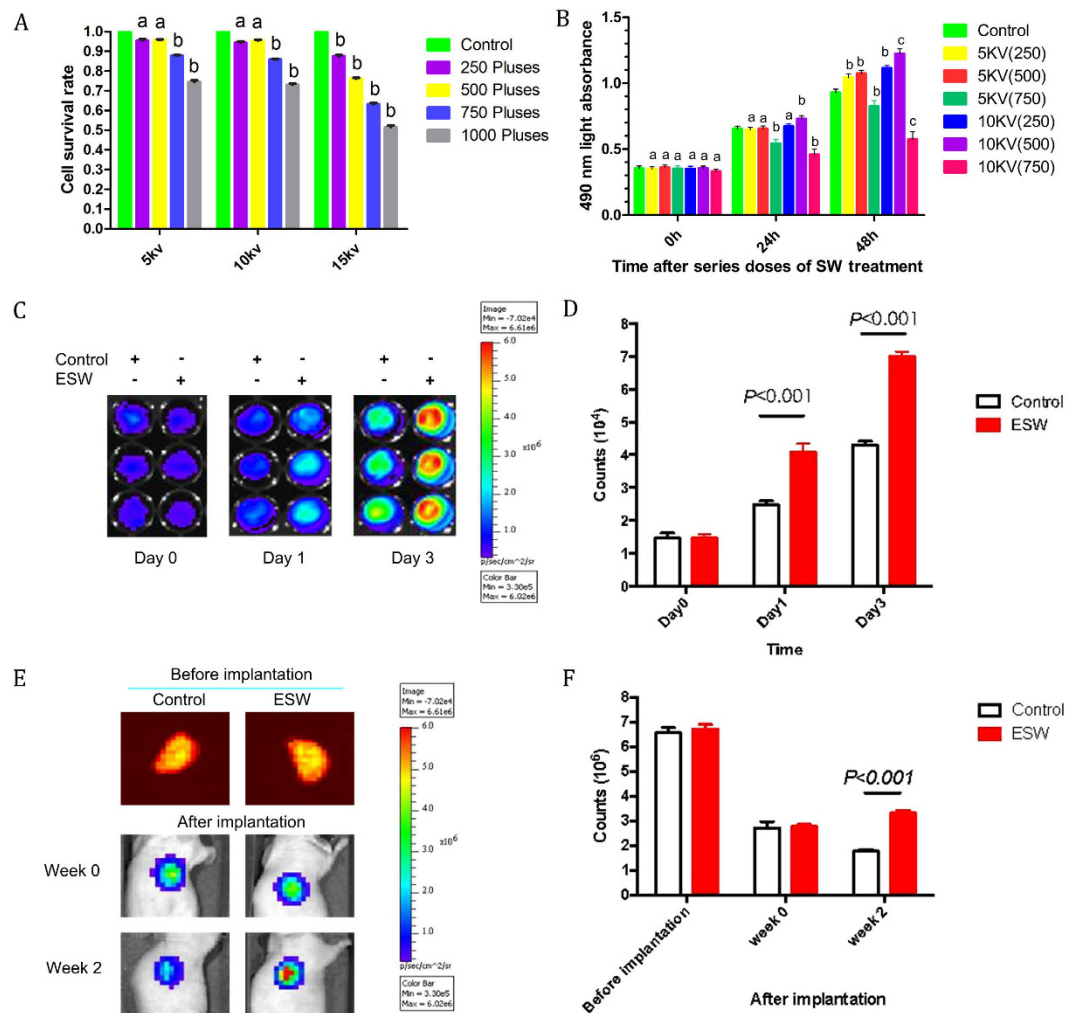 A
Cell survival rate
1.0
0.9
0.8
0.7
0.6
0.5
0.4
0.3
0.2
0.1
0.0
a a b b
a a b b
b b b b
5kv
10kv
15kv
Control
250 Pluses
500 Pluses
750 Pluses
1000 Pluses
B
490 nm light absorbance
1.5
1.0
0.5
0.0
a a a a a a
a a b a b b
b b b b c c
0h
24h
48h
Time after series doses of SW treatment
Control
5KV(250)
5KV(500)
5KV(750)
10KV(250)
10KV(500)
10KV(750)
C
Control + - + - + -
ESW - + - + - +
Day 0
Day 1
Day 3
Image
Min = -7.02e4
Max = 6.61e6
6.0
5.0
4.0
x10^6
3.0
2.0
1.0
p/sec/cm^2/sr
Color Bar
Min = 3.30e5
Max = 6.02e6
D
Counts (10⁴)
8
7
6
5
4
3
2
1
0
P<0.001
P<0.001
Day0
Day1
Day3
Time
Control
ESW
E
Before implantation
Control
ESW
After implantation
Week 0
Week 2
Image
Min = -7.02e4
Max = 6.61e6
6.0
5.0
4.0
x10^6
3.0
2.0
1.0
p/sec/cm^2/sr
Color Bar
Min = 3.30e5
Max = 6.02e6
F
Counts (10⁶)
8
7
6
5
4
3
2
1
0
P<0.001
Before implantation
week 0
week 2
After implantation
Control
ESW